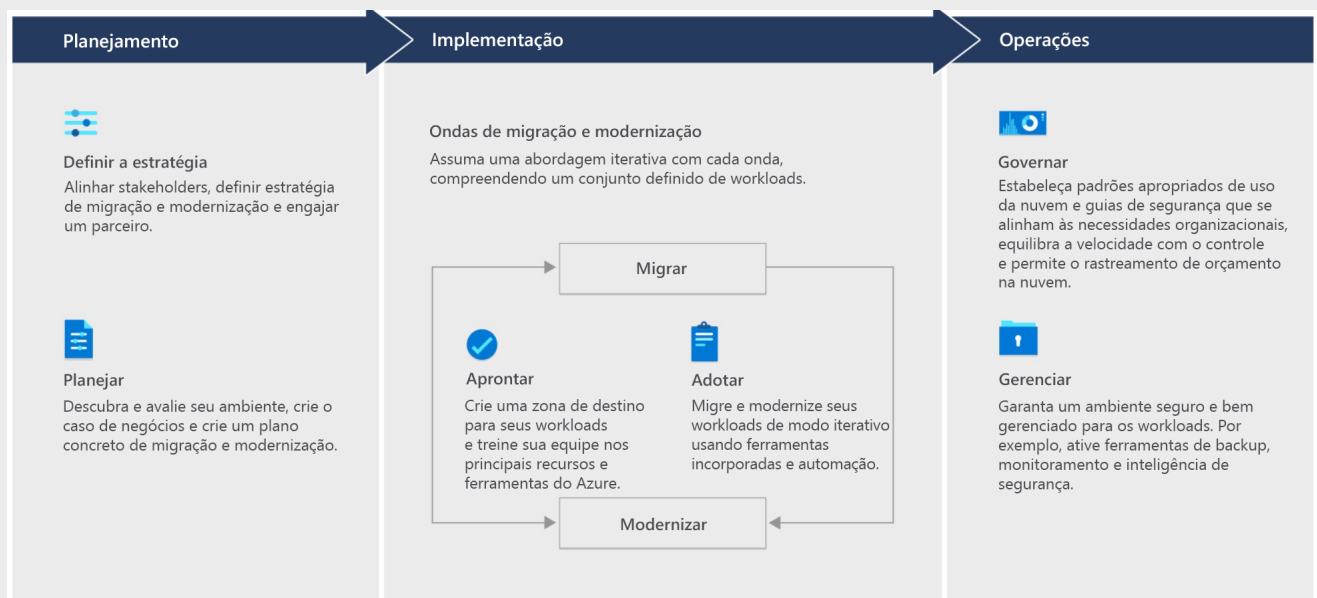 Planejamento
Implementação
Operações
Definir a estratégia
Alinhar stakeholders, definir estratégia
de migração e modernização e engajar
um parceiro.
Planejar
Descubra e avalie seu ambiente, crie o
caso de negócios e crie um plano
concreto de migração e modernização.
Ondas de migração e modernização
Assuma uma abordagem iterativa com cada onda,
compreendendo um conjunto definido de workloads.
Migrar
Aprontar
Crie uma zona de destino
para seus workloads
e treine sua equipe nos
principais recursos e
ferramentas do Azure.
Adotar
Migre e modernize seus
workloads de modo iterativo
usando ferramentas
incorporadas e automação.
Modernizar
Governar
Estabeleça padrões apropriados de uso
da nuvem e guias de segurança que se
alinham às necessidades organizacionais,
equilibra a velocidade com o controle
e permite o rastreamento de orçamento
na nuvem.
Gerenciar
Garanta um ambiente seguro e bem
gerenciado para os workloads. Por
exemplo, ative ferramentas de backup,
monitoramento e inteligência de
segurança.